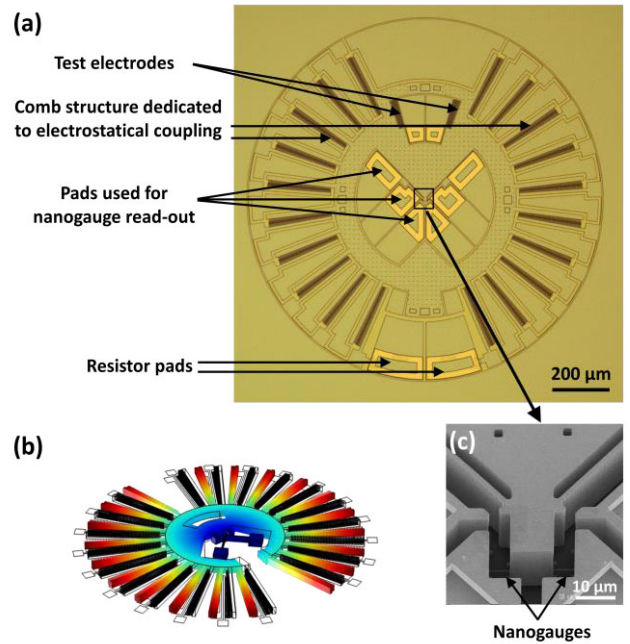 (a)
Test electrodes
Comb structure dedicated
to electrostatical coupling
Pads used for
nanogauge read-out
Resistor pads
200 µm
(b)
(c)
10 µm
Nanogauges